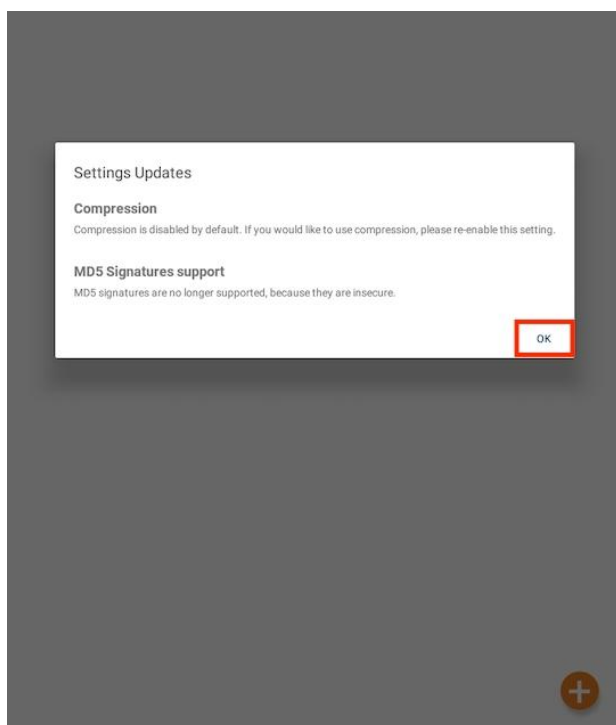 Settings Updates
Compression
Compression is disabled by default. If you would like to use compression, please re-enable this setting.
MD5 Signatures support
MD5 signatures are no longer supported, because they are insecure.
OK